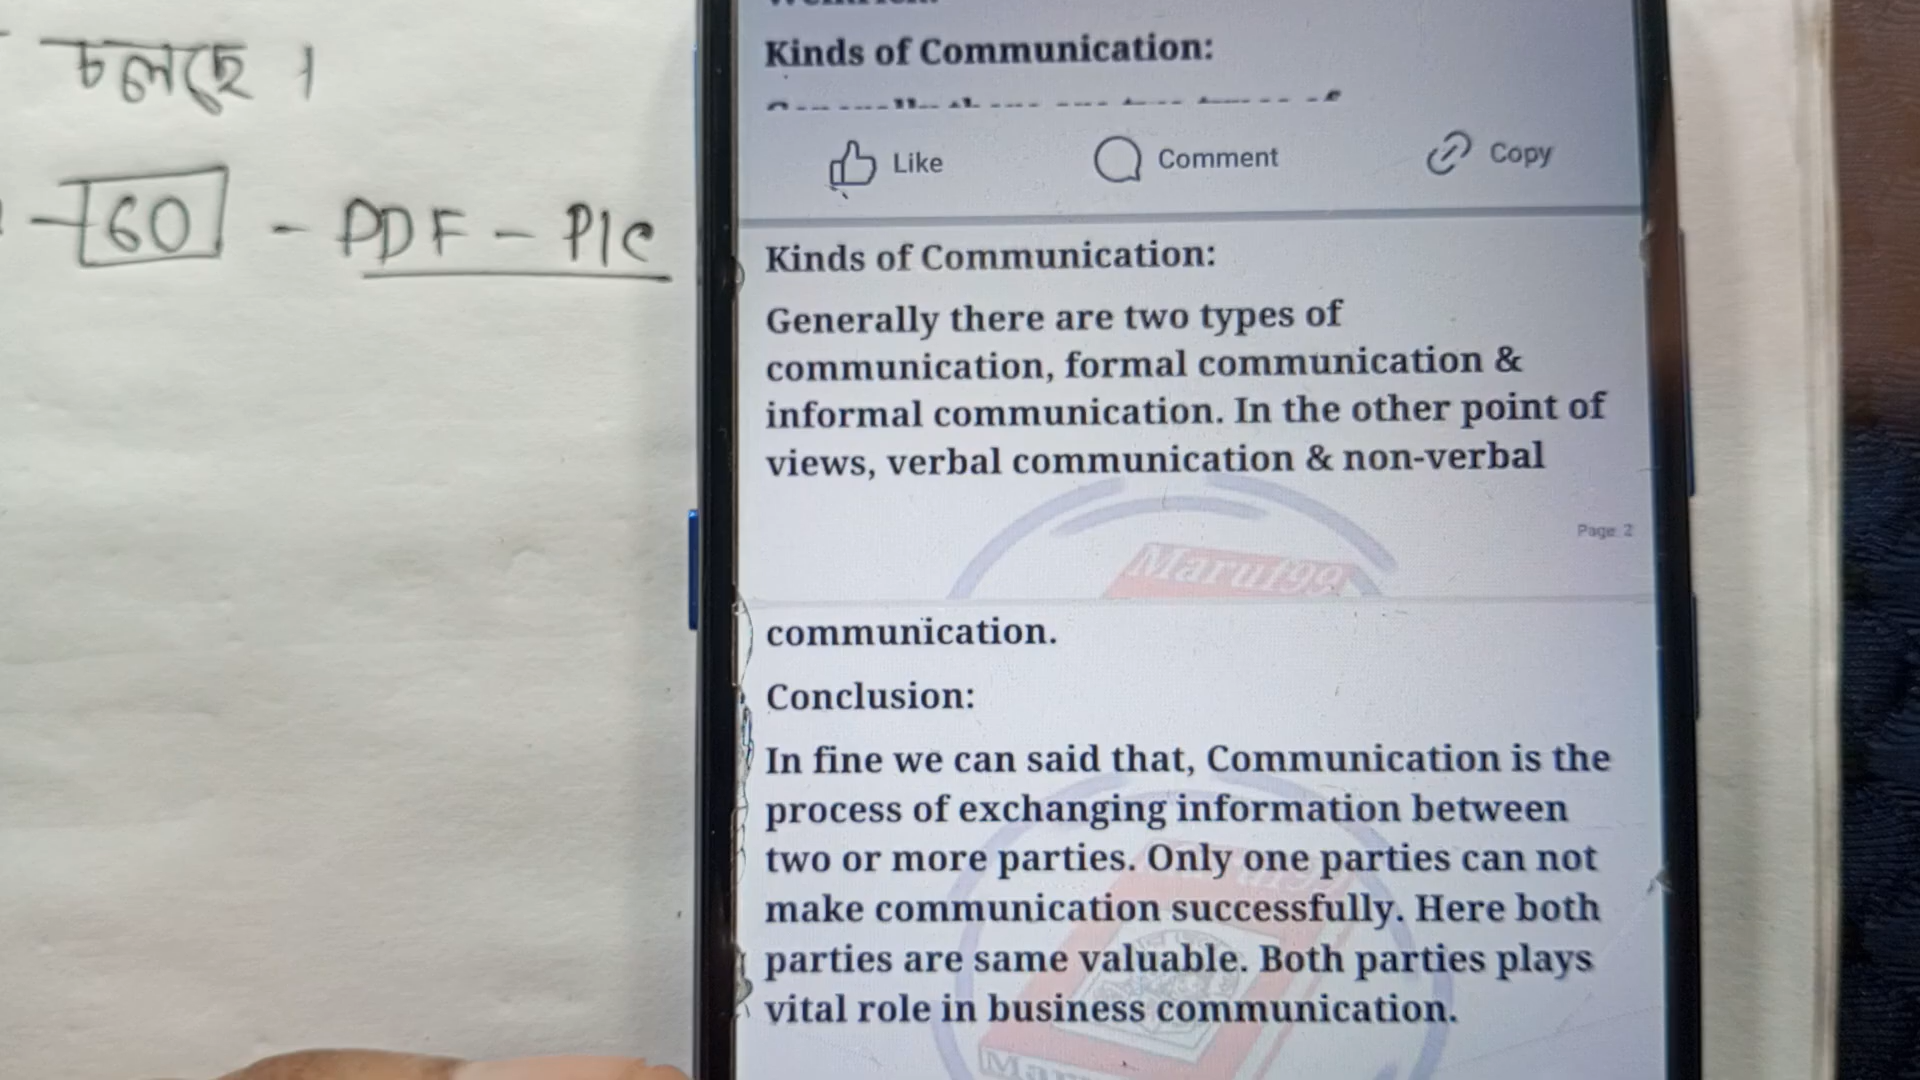 চলছে।
60 - PDF - PIC
Kinds of Communication:
Like
Comment
Copy
Kinds of Communication:
Generally there are two types of
communication, formal communication &
informal communication. In the other point of
views, verbal communication & non-verbal
Page: 2
Maruf99
communication.
Conclusion:
In fine we can said that, Communication is the
process of exchanging information between
two or more parties. Only one parties can not
make communication successfully. Here both
parties are same valuable. Both parties plays
vital role in business communication.